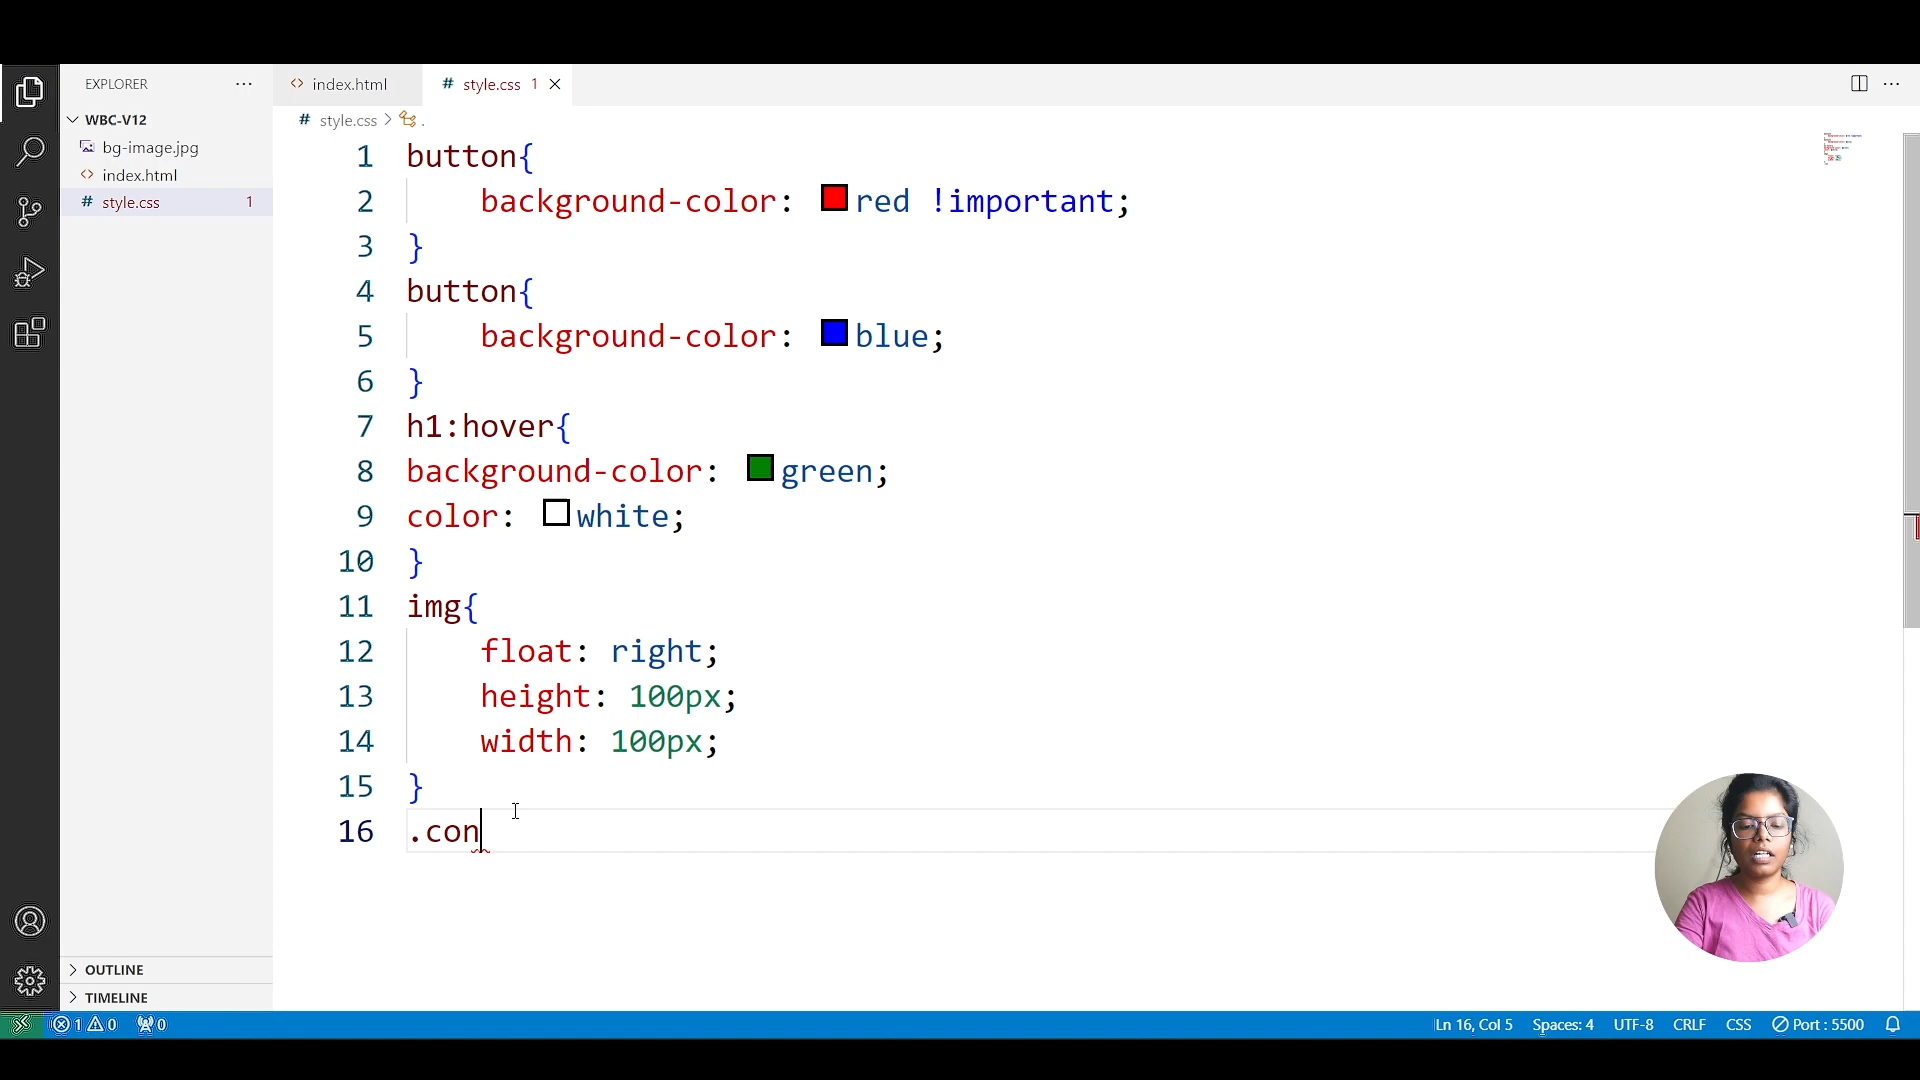 EXPLORER
index.html
style.css 1
WBC-V12
style.css > .
bg-image.jpg
index.html
style.css 1
1 button{
2 background-color: red !important;
3 }
4 button{
5 background-color: blue;
6 }
7 h1:hover{
8 background-color: green;
9 color: white;
10 }
11 img{
12 float: right;
13 height: 100px;
14 width: 100px;
15 }
16 .con
OUTLINE
TIMELINE
1 0 0 Ln 16, Col 5 Spaces: 4 UTF-8 CRLF CSS Port : 5500